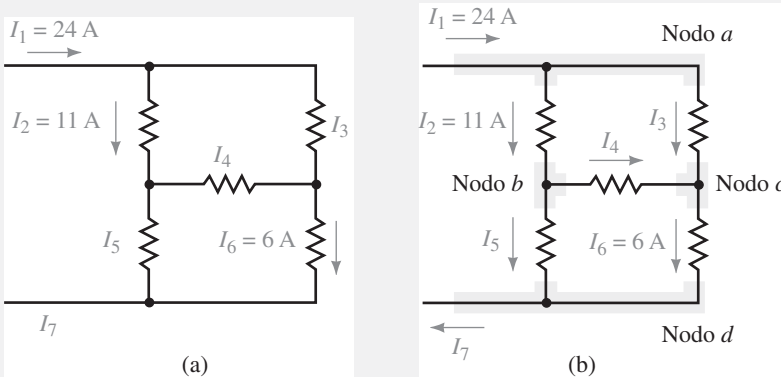 I1 = 24 A
I2 = 11 A
I3
I4
I5
I6 = 6 A
I7
(a)
I1 = 24 A
Nodo a
I2 = 11 A
I3
I4
Nodo b
Nodo c
I5
I6 = 6 A
I7
Nodo d
(b)